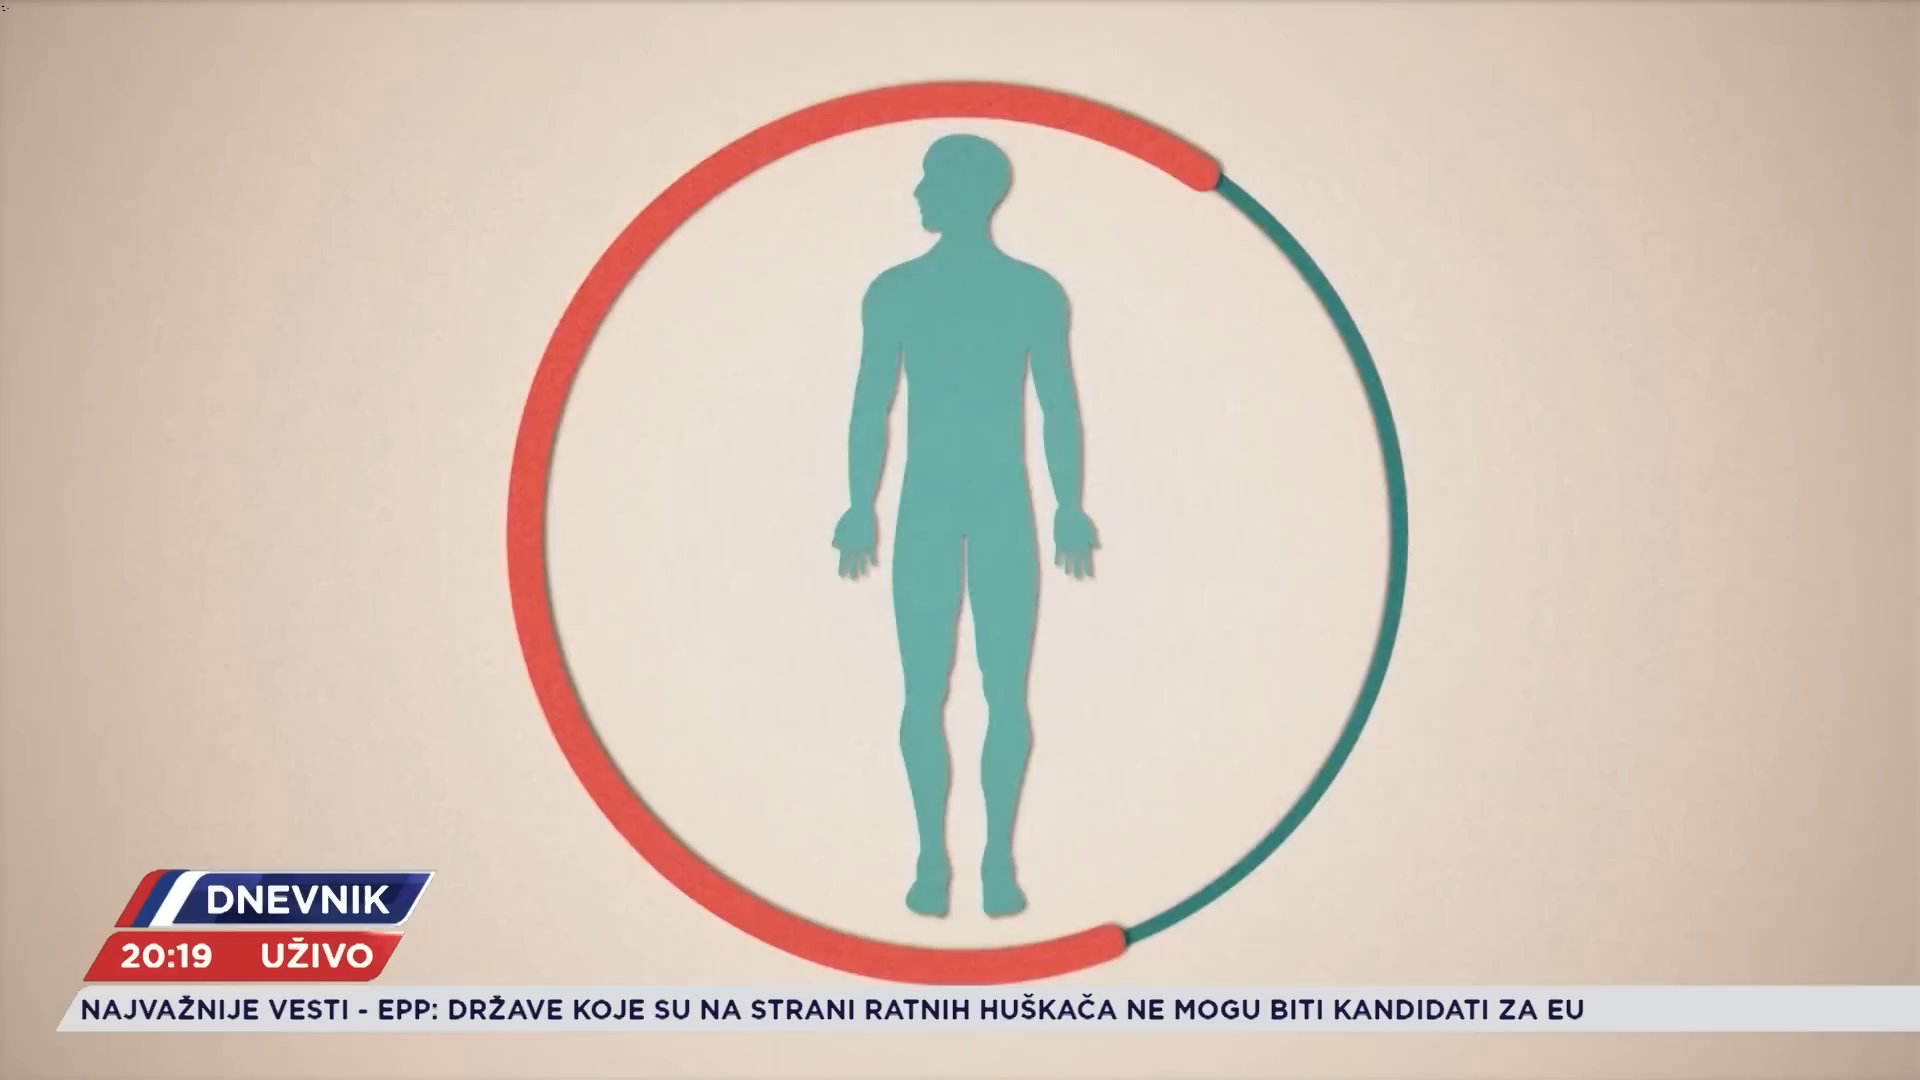 DNEVNIK
20:19 UŽIVO
NAJVAŽNIJE VESTI - EPP: DRŽAVE KOJE SU NA STRANI RATNIH HUŠKAČA NE MOGU BITI KANDIDATI ZA EU